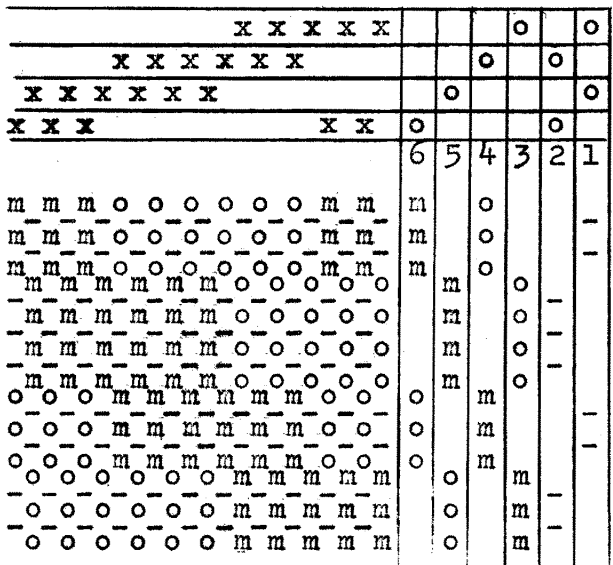 x x x x x o o
x x x x x x o o
x x x x x x o o
x x x x x o o
6 5 4 3 2 1
m m m o o o o o o m m m o
– – – – – – – – – – – –
m m m o o o o o o m m m o
– – – – – – – – – – – –
m m m o o o o o o m m m o
m m m m m m o o o o o m o
– – – – – – – – – – – –
m m m m m m o o o o o m o
– – – – – – – – – – – –
m m m m m m o o o o o m o
– – – – – – – – – – – –
m m m m m m o o o o o m o
o o o m m m m m m o o o m
– – – – – – – – – – – –
o o o m m m m m m o o o m
– – – – – – – – – – – –
o o o m m m m m m o o o m
o o o o o o m m m m m o m
– – – – – – – – – – – –
o o o o o o m m m m m o m
– – – – – – – – – – – –
o o o o o o m m m m m o m